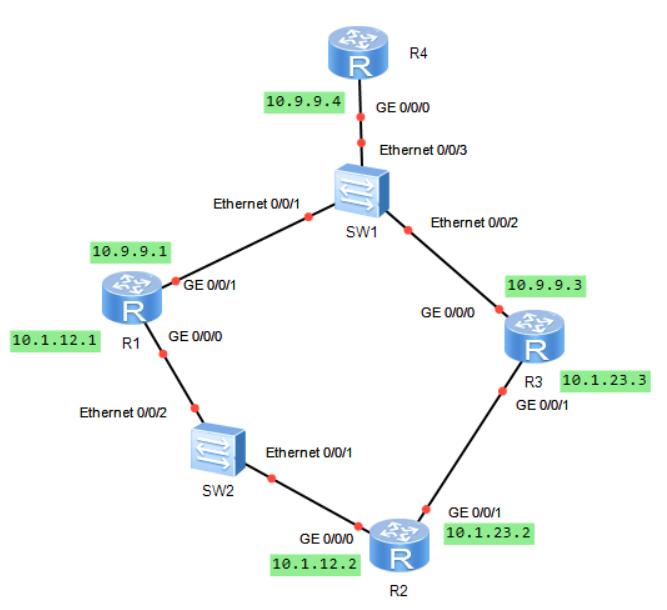 R4
R
10.9.9.4
GE 0/0/0
Ethernet 0/0/3
Ethernet 0/0/1
Ethernet 0/0/2
SW1
10.9.9.1
GE 0/0/1
10.9.9.3
R
GE 0/0/0
10.1.12.1
R1
GE 0/0/0
R
R3
10.1.23.3
GE 0/0/1
Ethernet 0/0/2
Ethernet 0/0/1
SW2
GE 0/0/1
10.1.23.2
GE 0/0/0
R
10.1.12.2
R2